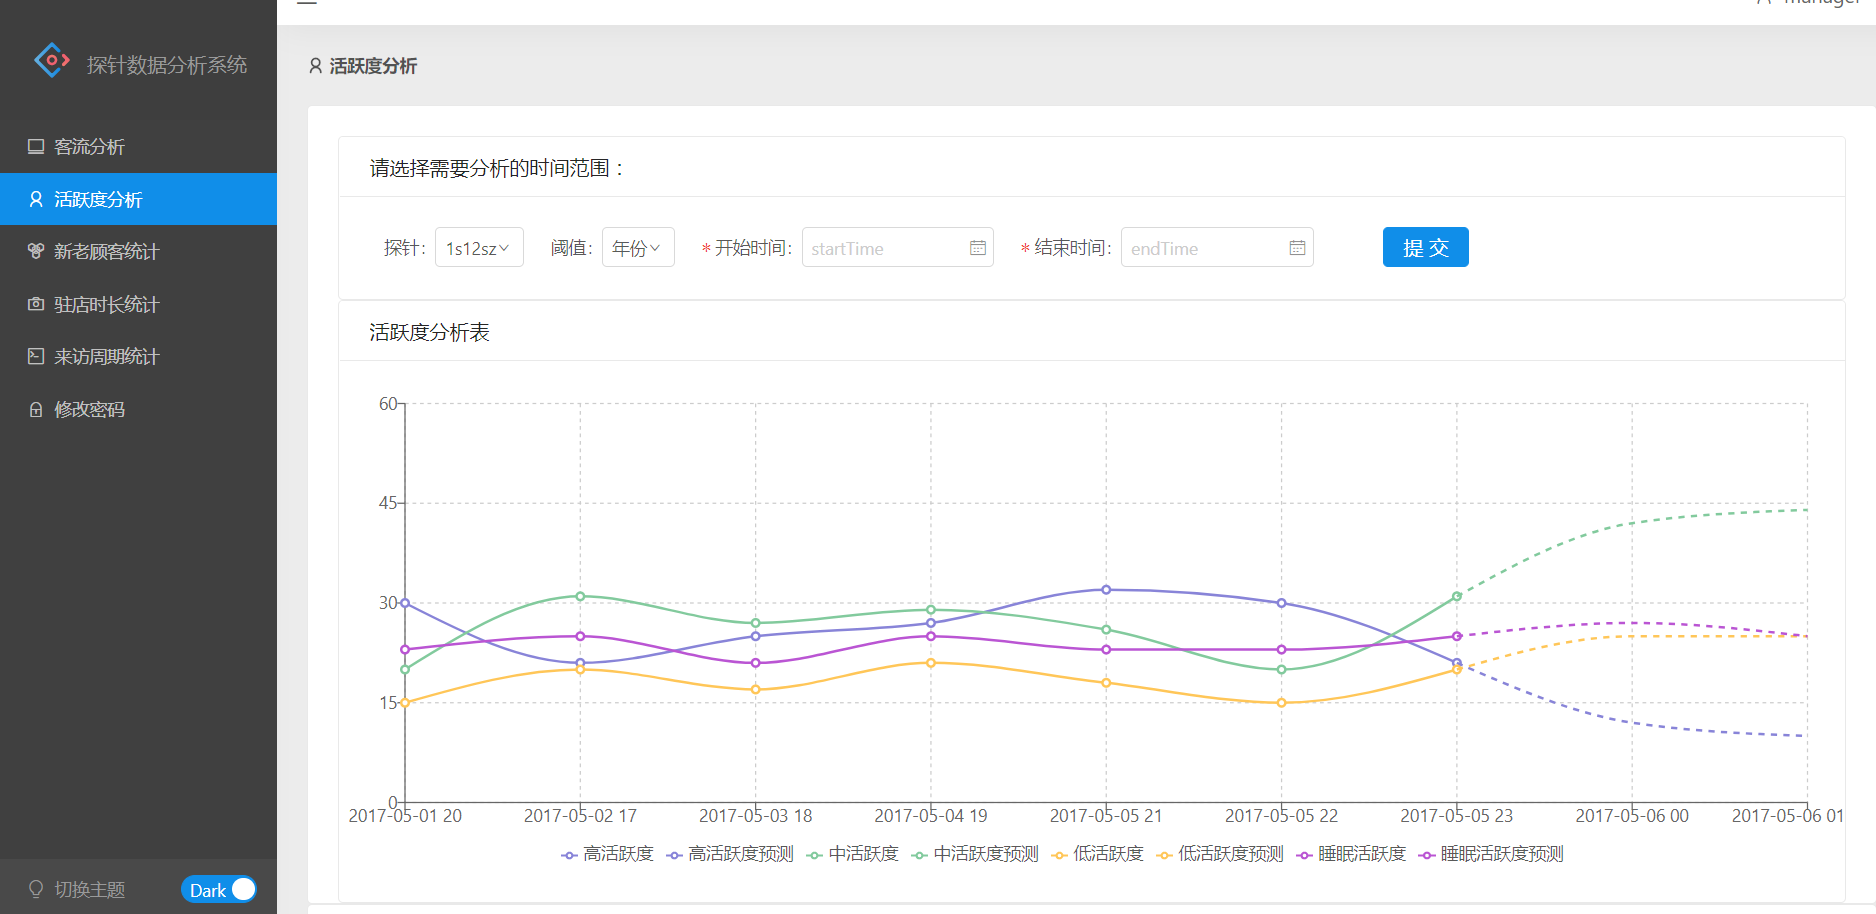 manager
探针数据分析系统
客流分析
活跃度分析
新老顾客统计
驻店时长统计
来访周期统计
修改密码
切换主题 Dark
活跃度分析
请选择需要分析的时间范围：
探针: 1s12sz 阈值: 年份 * 开始时间: startTime * 结束时间: endTime 提 交
活跃度分析表
60
45
30
15
0
2017-05-01 20 2017-05-02 17 2017-05-03 18 2017-05-04 19 2017-05-05 21 2017-05-05 22 2017-05-05 23 2017-05-06 00 2017-05-06 01
高活跃度 高活跃度预测 中活跃度 中活跃度预测 低活跃度 低活跃度预测 睡眠活跃度 睡眠活跃度预测